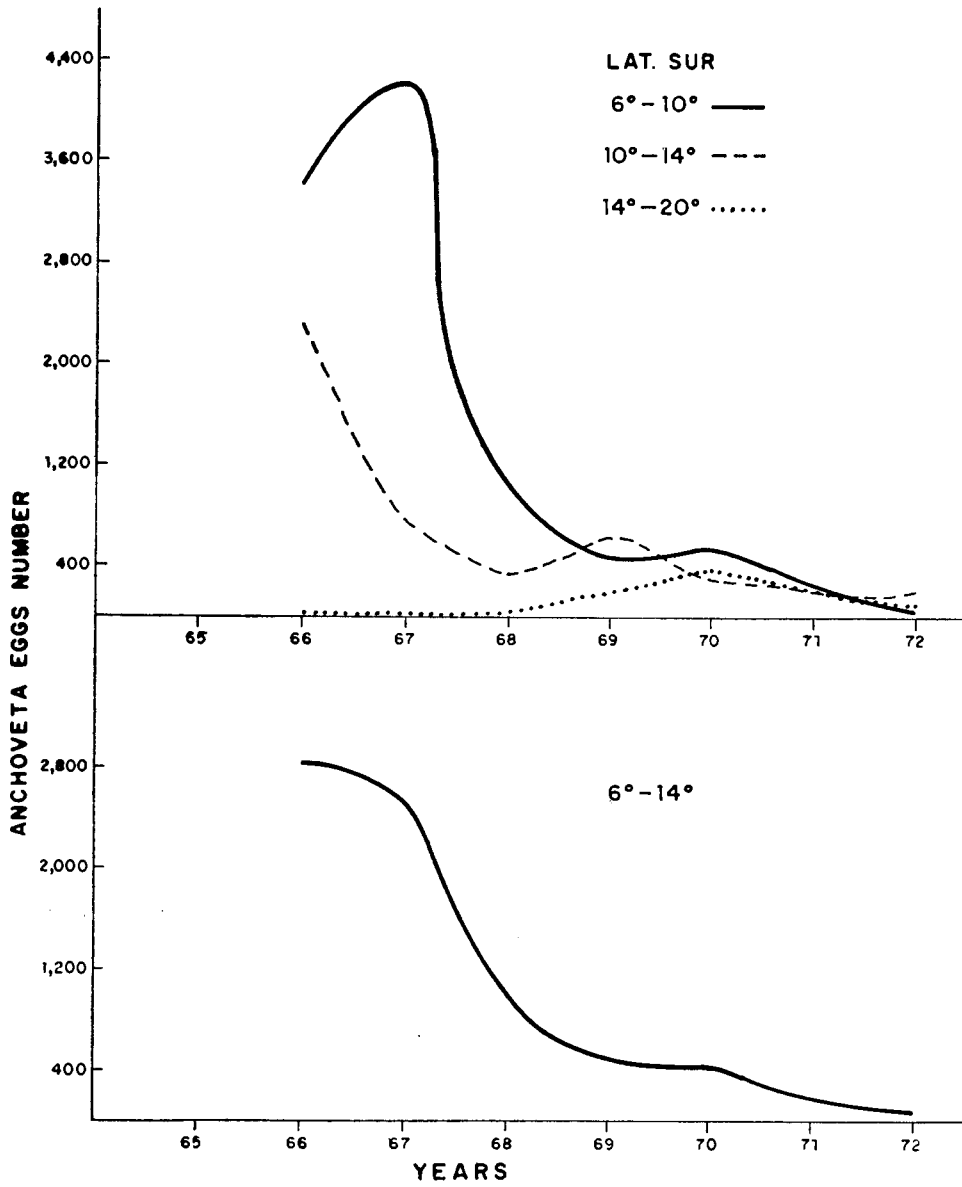 4,400
3,600
2,800
2,000
1,200
400
LAT. SUR
6°–10°
10°–14°
14°–20°
65 66 67 68 69 70 71 72
ANCHOVETA EGGS NUMBER
2,800
2,000
1,200
400
6°–14°
65 66 67 68 69 70 71 72
YEARS